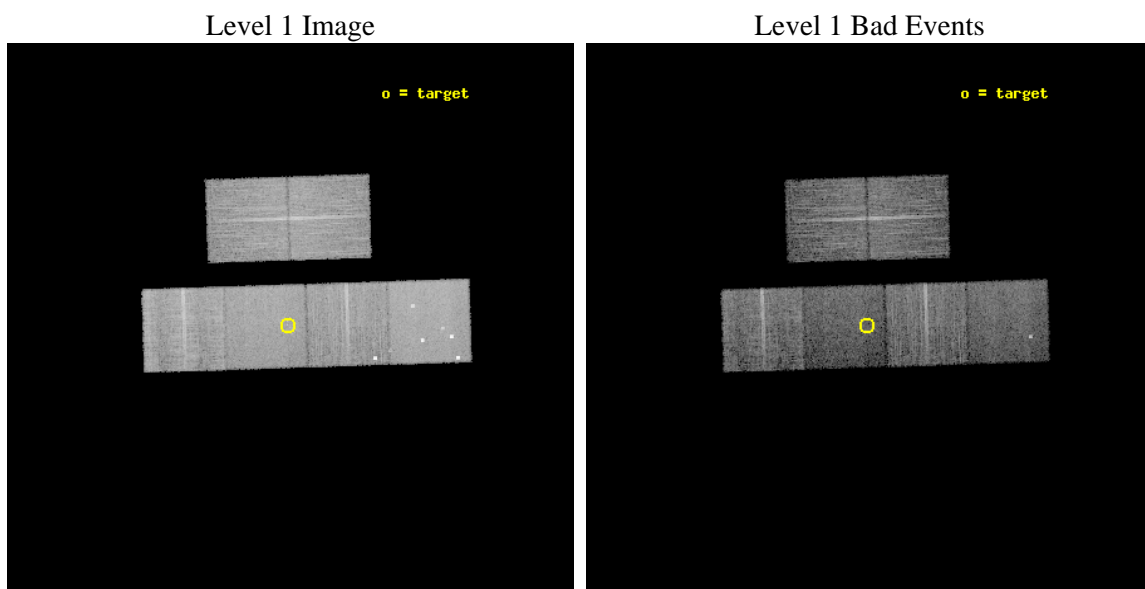 Level 1 Image
Level 1 Bad Events
o = target
o = target